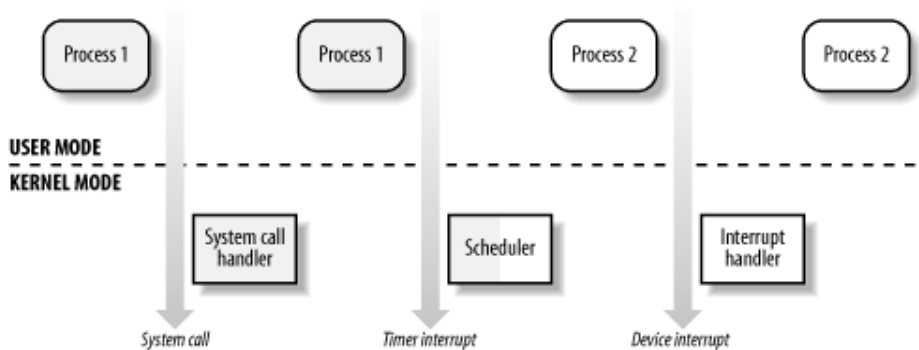 Process 1
Process 1
Process 2
Process 2
USER MODE
KERNEL MODE
System call
handler
Scheduler
Interrupt
handler
System call
Timer interrupt
Device interrupt